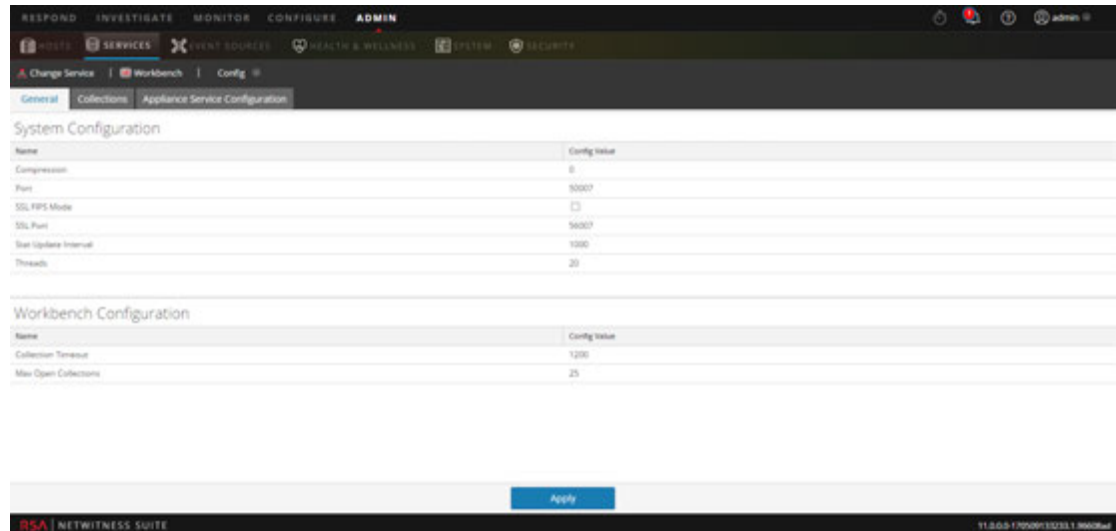 RESPOND INVESTIGATE MONITOR CONFIGURE ADMIN admin
HOSTS SERVICES EVENT SOURCES HEALTH & WELLNESS SYSTEM SECURITY
Change Service | Workbench | Config
General Collections Appliance Service Configuration
System Configuration
Name Config Value
Compression 0
Port 50007
SSL FIPS Mode
SSL Port 56007
Stat Update Interval 1000
Threads 20
Workbench Configuration
Name Config Value
Collection Timeout 1200
Max Open Collections 25
Apply
RSA NETWITNESS SUITE